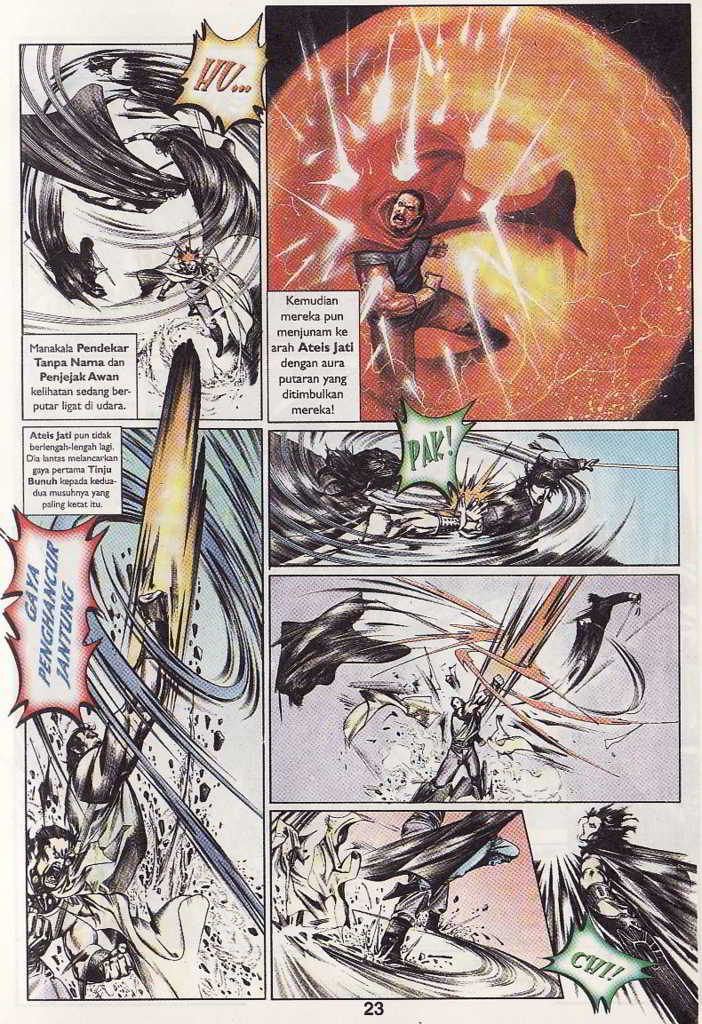 WU...
Manakala Pendekar
Tanpa Nama dan
Penjejak Awan
kelihatan sedang ber-
putar ligat di udara.
Kemudian
mereka pun
menjunam ke
arah Ateis Jati
dengan aura
putaran yang
ditimbulkan
mereka!
Ateis Jati pun tidak
berlengah-lengah lagi.
Dia lantas melancarkan
gaya pertama Tinju
Bunuh kepada kedua-
dua musuhnya yang
paling ketat itu.
GAYA
PENGHANCUR
JANTUNG
PAK!
CHI!
23